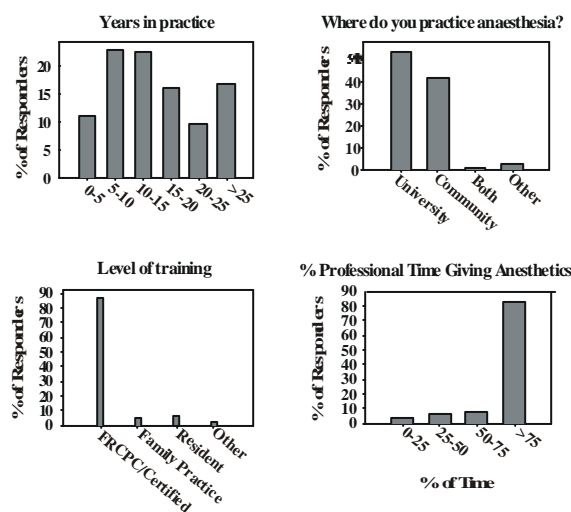 Years in practice
% of Responders
20
15
10
5
0
0-5
5-10
10-15
15-20
20-25
>25
Where do you practice anaesthesia?
% of Responders
40
30
20
10
0
University
Community
Both
Other
Level of training
% of Responders
90
80
70
60
50
40
30
20
10
0
FRCPC/Certified
Family Practice
Resident
Other
% Professional Time Giving Anesthetics
% of Responders
90
80
70
60
50
40
30
20
10
0
0-25
25-50
50-75
>75
% of Time